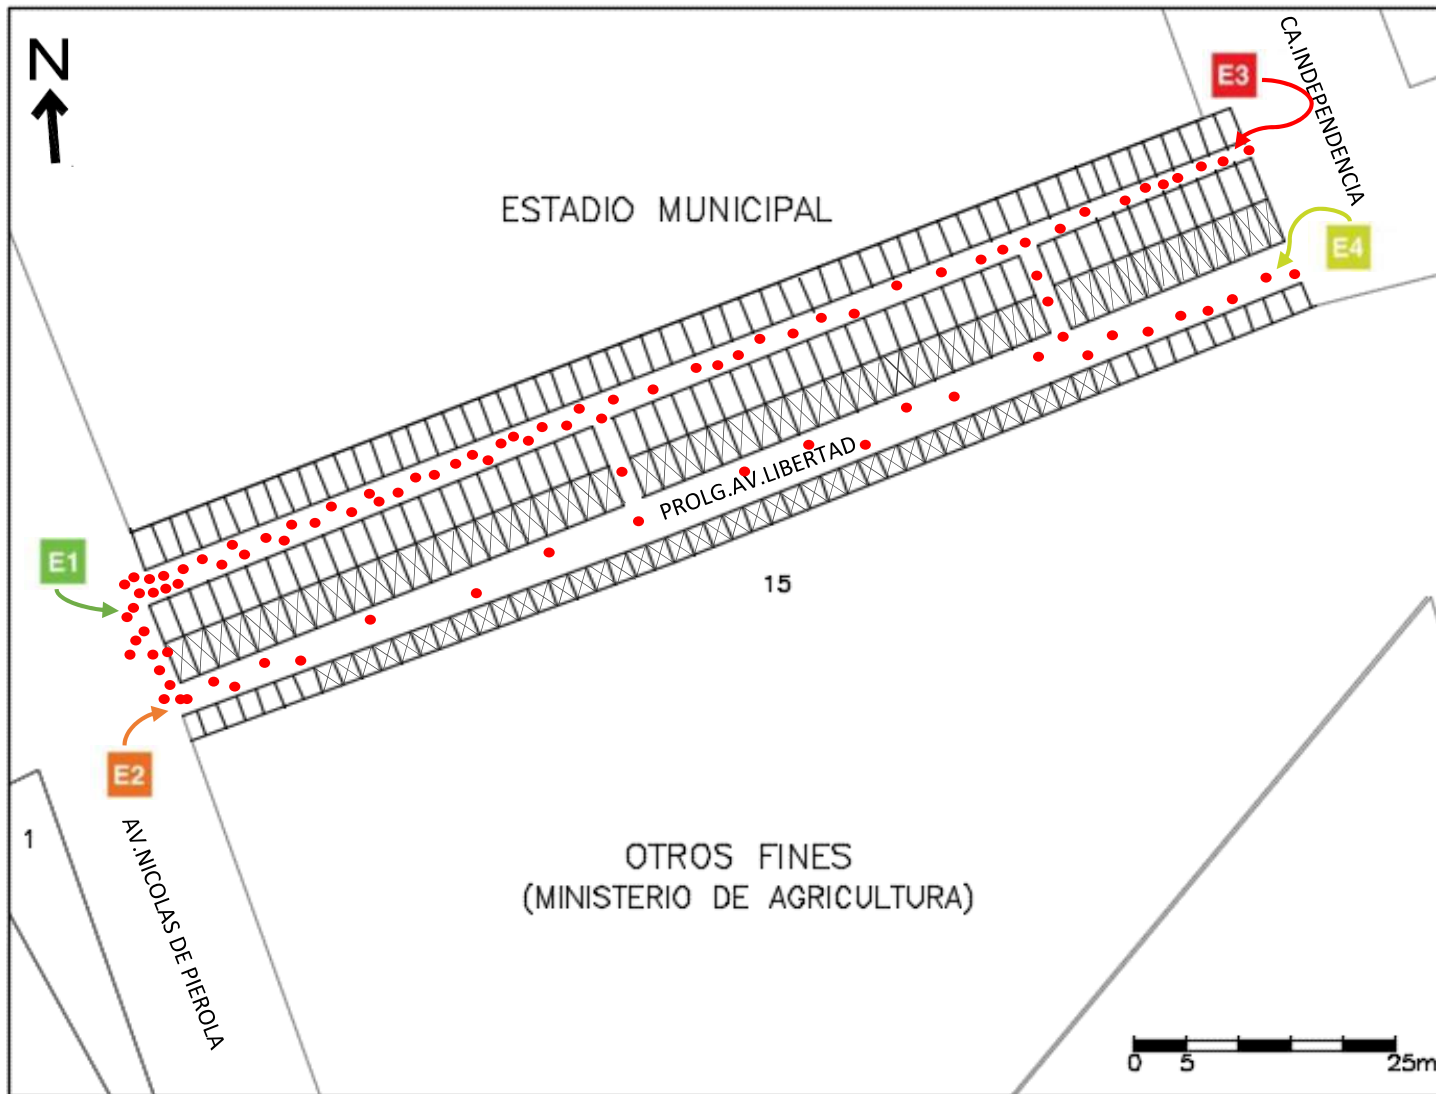 N
E3
CA.INDEPENDENCIA
ESTADIO MUNICIPAL
E4
PROLG.AV.LIBERTAD
E1
15
E2
1
AV.NICOLAS DE PIEROLA
OTROS FINES
(MINISTERIO DE AGRICULTURA)
0 5 25m